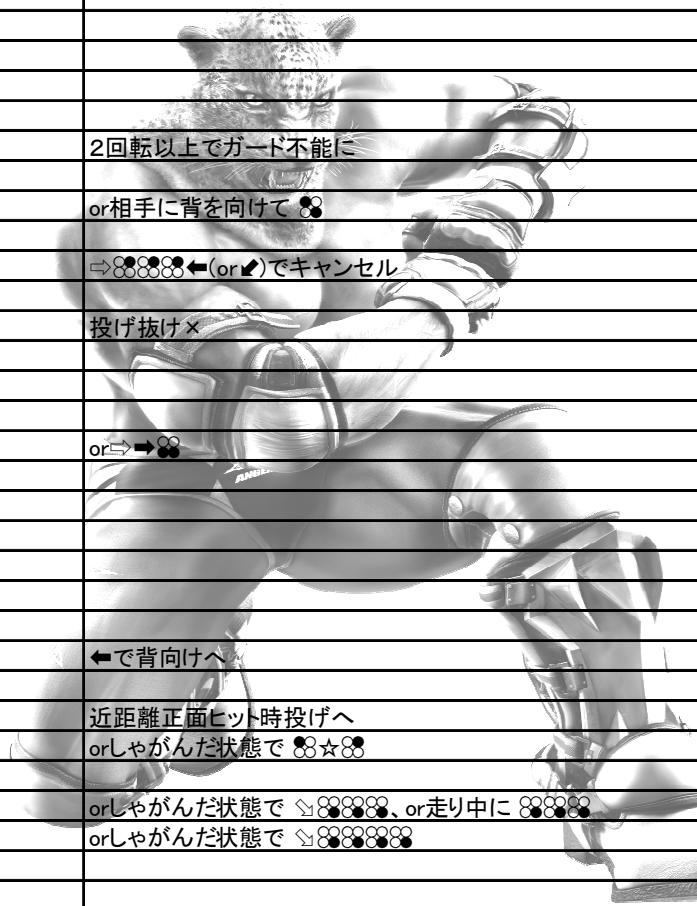 2回転以上でガード不能に
or相手に背を向けて
⇨⬅(or⬋)でキャンセル
投げ抜け×
or⇨➡
⬅で背向けへ
近距離正面ヒット時投げへ
orしゃがんだ状態で ☆
orしゃがんだ状態で ⬂、or走り中に
orしゃがんだ状態で ⬂